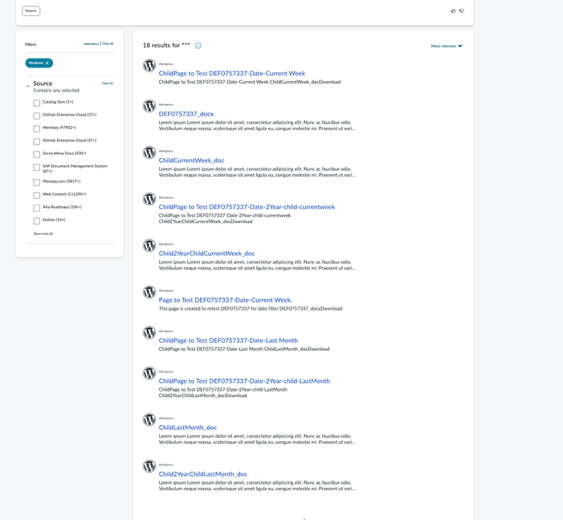 Request
Filters
Hide filters | Clear all
Wordpress ×
Source
Clear (1)
Contains any selected
Catalog Item (1+)
GitHub Enterprise Cloud (37+)
Workday (47902+)
GitHub Enterprise Cloud (37+)
ServiceNow Docs (330+)
SAP Document Management System
(87+)
Monday.com (5817+)
Web Content (111290+)
Aha Roadmaps (106+)
Notion (10+)
18 results for ***
Most relevant
Wordpress
ChildPage to Test DEF0757337-Date-Current Week
ChildPage to Test DEF0757337-Date-Current Week ChildCurrentWeek_docDownload
Wordpress
DEF0757337_docx
Lorem ipsum Lorem ipsum dolor sit amet, consectetur adipiscing elit. Nunc ac faucibus odio.
Vestibulum neque massa, scelerisque sit amet ligula eu, congue molestie mi. Praesent ut vari...
Wordpress
ChildCurrentWeek_doc
Lorem ipsum Lorem ipsum dolor sit amet, consectetur adipiscing elit. Nunc ac faucibus odio.
Vestibulum neque massa, scelerisque sit amet ligula eu, congue molestie mi. Praesent ut vari...
Wordpress
ChildPage to Test DEF0757337-Date-2Year-child-currentweek
ChildPage to Test DEF0757337-Date-2Year-child-currentweek
Child2YearChildCurrentWeek_docDownload
Wordpress
Child2YearChildCurrentWeek_doc
Lorem ipsum Lorem ipsum dolor sit amet, consectetur adipiscing elit. Nunc ac faucibus odio.
Vestibulum neque massa, scelerisque sit amet ligula eu, congue molestie mi. Praesent ut vari...
Wordpress
Page to Test DEF0757337-Date-Current Week.
This page is created to retest DEF0757337 for date filter DEF0757337_docxDownload
Wordpress
ChildPage to Test DEF0757337-Date-Last Month
ChildPage to Test DEF0757337-Date-Last Month ChildLastMonth_docDownload
Wordpress
ChildPage to Test DEF0757337-Date-2Year-child-LastMonth
ChildPage to Test DEF0757337-Date-2Year-child-LastMonth
Child2YearChildLastMonth_docDownload
Wordpress
ChildLastMonth_doc
Lorem ipsum Lorem ipsum dolor sit amet, consectetur adipiscing elit. Nunc ac faucibus odio.
Vestibulum neque massa, scelerisque sit amet ligula eu, congue molestie mi. Praesent ut vari...
Wordpress
Child2YearChildLastMonth_doc
Lorem ipsum Lorem ipsum dolor sit amet, consectetur adipiscing elit. Nunc ac faucibus odio.
Vestibulum neque massa, scelerisque sit amet ligula eu, congue molestie mi. Praesent ut vari...